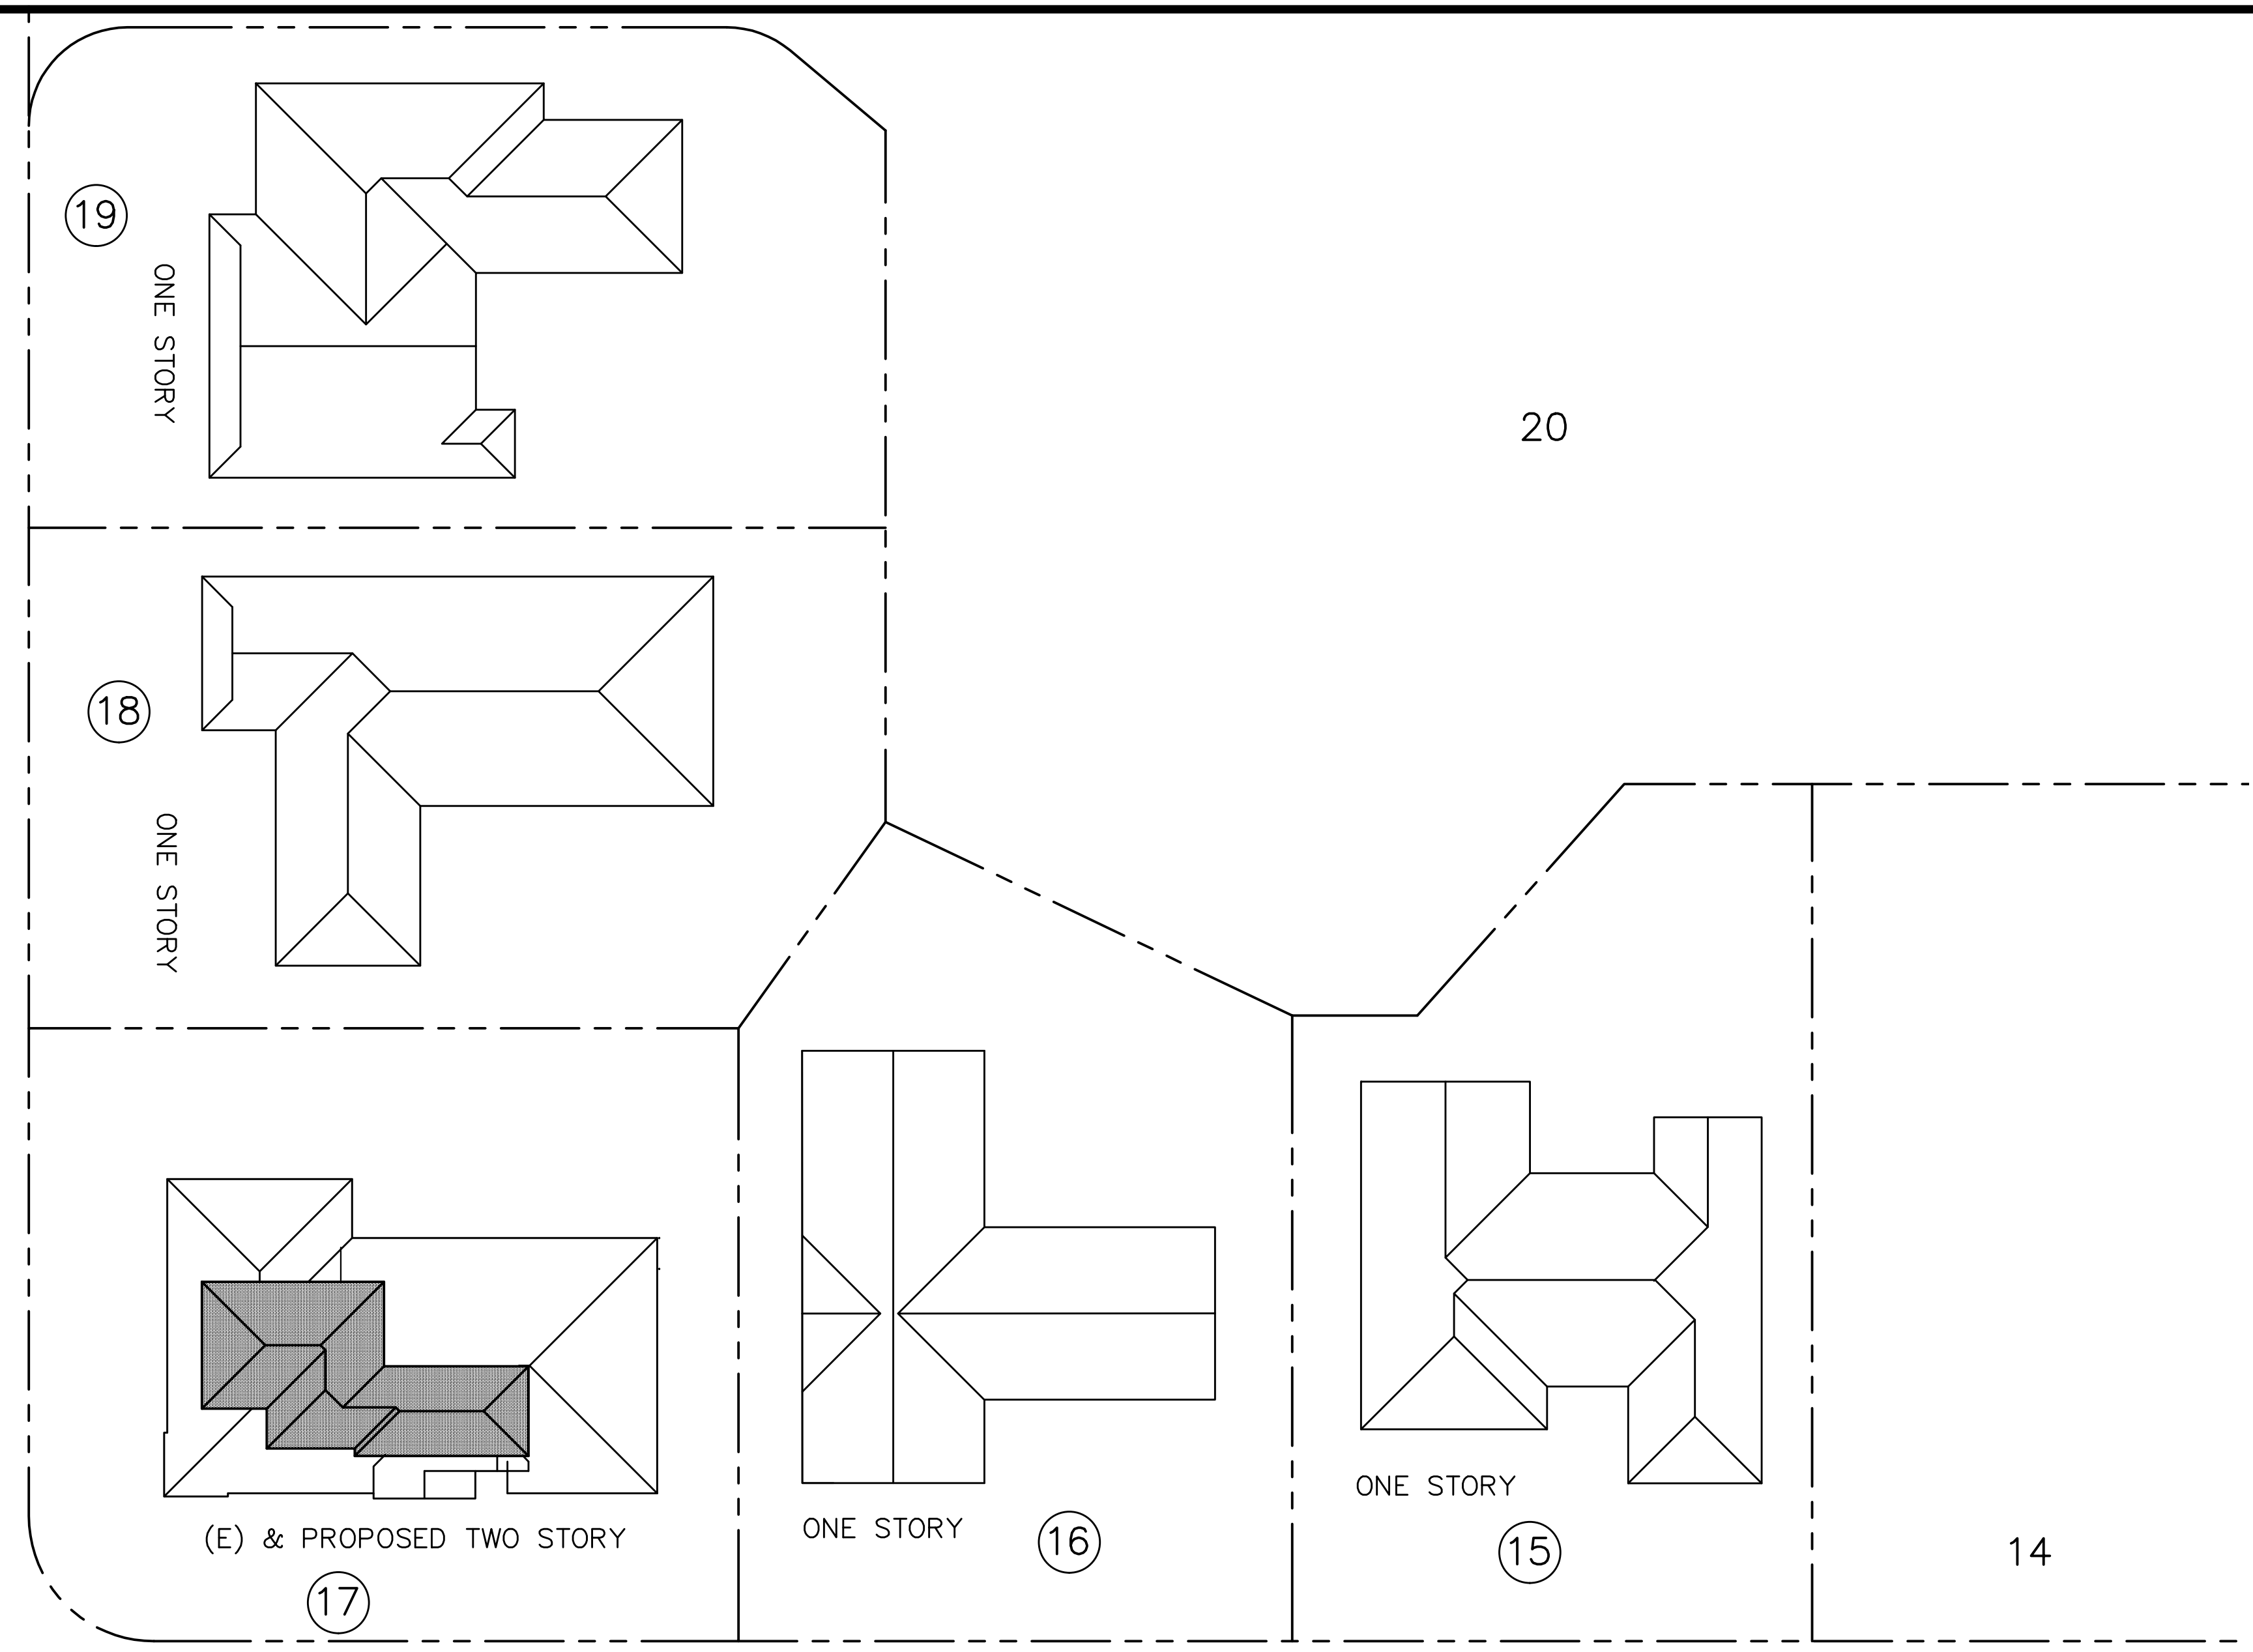 19
ONE STORY
20
18
ONE STORY
(E) & PROPOSED TWO STORY
17
ONE STORY
16
ONE STORY
15
14